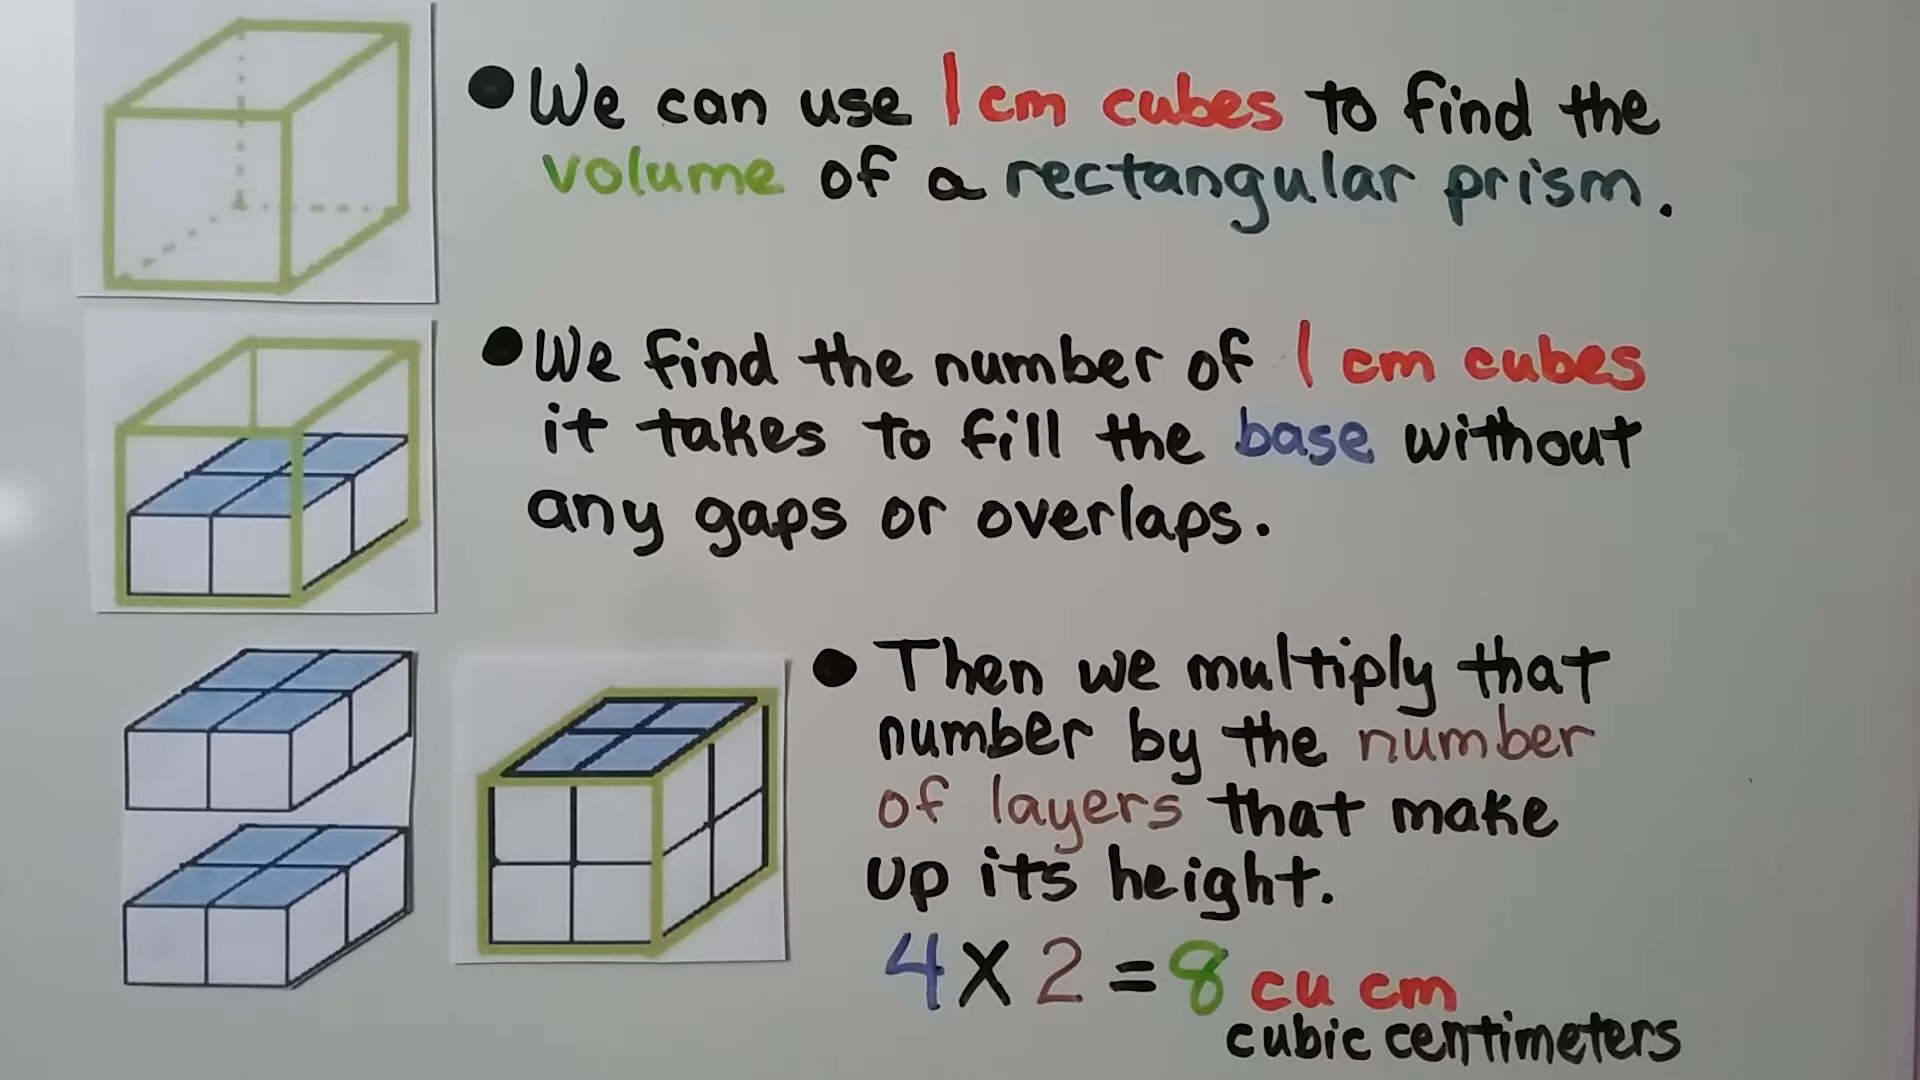 We can use 1 cm cubes to find the
volume of a rectangular prism.
We find the number of 1 cm cubes
it takes to fill the base without
any gaps or overlaps.
Then we multiply that
number by the number
of layers that make
up its height.
4 X 2 = 8 cu cm
cubic centimeters